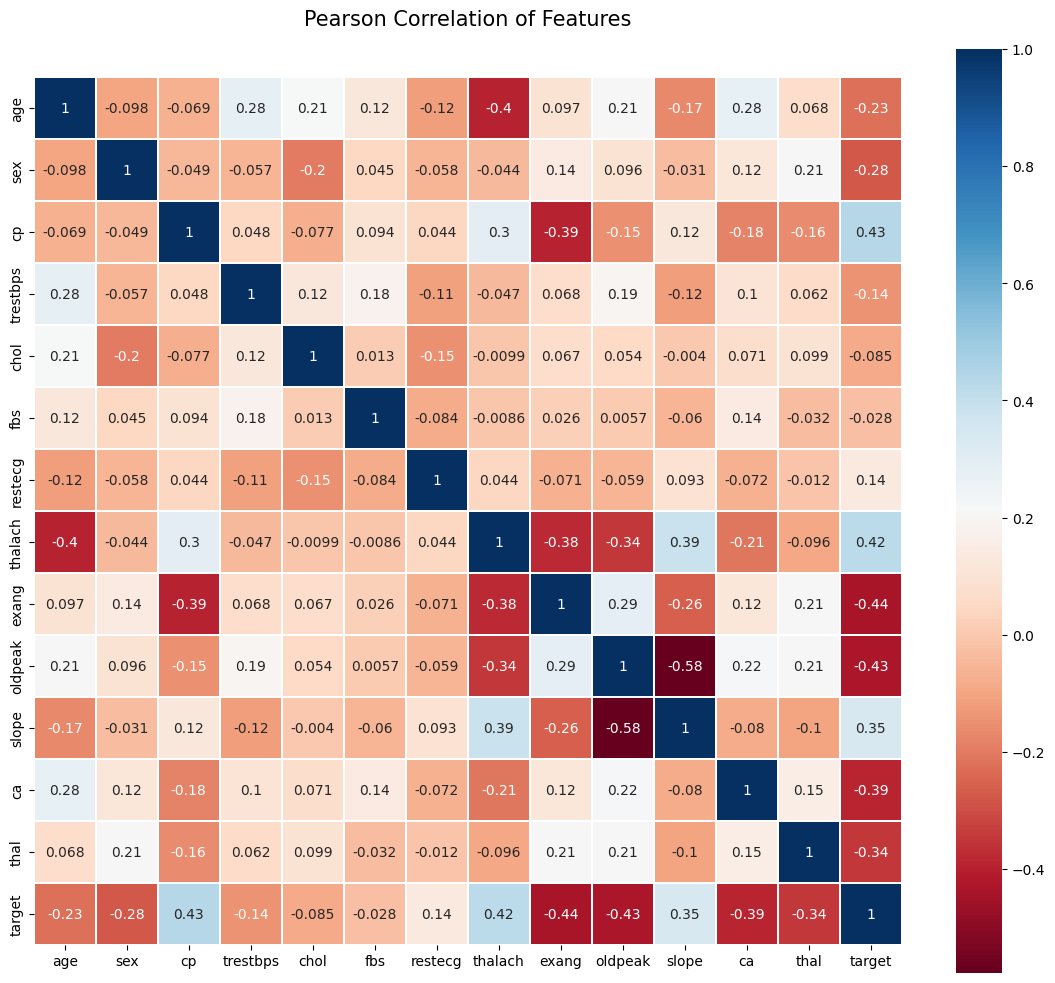 Pearson Correlation of Features
1.0
age 1 -0.098 -0.069 0.28 0.21 0.12 -0.12 -0.4 0.097 0.21 -0.17 0.28 0.068 -0.23
0.8
sex -0.098 1 -0.049 -0.057 -0.2 0.045 -0.058 -0.044 0.14 0.096 -0.031 0.12 0.21 -0.28
cp -0.069 -0.049 1 0.048 -0.077 0.094 0.044 0.3 -0.39 -0.15 0.12 -0.18 -0.16 0.43
0.6
trestbps 0.28 -0.057 0.048 1 0.12 0.18 -0.11 -0.047 0.068 0.19 -0.12 0.1 0.062 -0.14
chol 0.21 -0.2 -0.077 0.12 1 0.013 -0.15 -0.0099 0.067 0.054 -0.004 0.071 0.099 -0.085
0.4
fbs 0.12 0.045 0.094 0.18 0.013 1 -0.084 -0.0086 0.026 0.0057 -0.06 0.14 -0.032 -0.028
restecg -0.12 -0.058 0.044 -0.11 -0.15 -0.084 1 0.044 -0.071 -0.059 0.093 -0.072 -0.012 0.14
0.2
thalach -0.4 -0.044 0.3 -0.047 -0.0099 -0.0086 0.044 1 -0.38 -0.34 0.39 -0.21 -0.096 0.42
exang 0.097 0.14 -0.39 0.068 0.067 0.026 -0.071 -0.38 1 0.29 -0.26 0.12 0.21 -0.44
0.0
oldpeak 0.21 0.096 -0.15 0.19 0.054 0.0057 -0.059 -0.34 0.29 1 -0.58 0.22 0.21 -0.43
slope -0.17 -0.031 0.12 -0.12 -0.004 -0.06 0.093 0.39 -0.26 -0.58 1 -0.08 -0.1 0.35
−0.2
ca 0.28 0.12 -0.18 0.1 0.071 0.14 -0.072 -0.21 0.12 0.22 -0.08 1 0.15 -0.39
thal 0.068 0.21 -0.16 0.062 0.099 -0.032 -0.012 -0.096 0.21 0.21 -0.1 0.15 1 -0.34
−0.4
target -0.23 -0.28 0.43 -0.14 -0.085 -0.028 0.14 0.42 -0.44 -0.43 0.35 -0.39 -0.34 1
age sex cp trestbps chol fbs restecg thalach exang oldpeak slope ca thal target